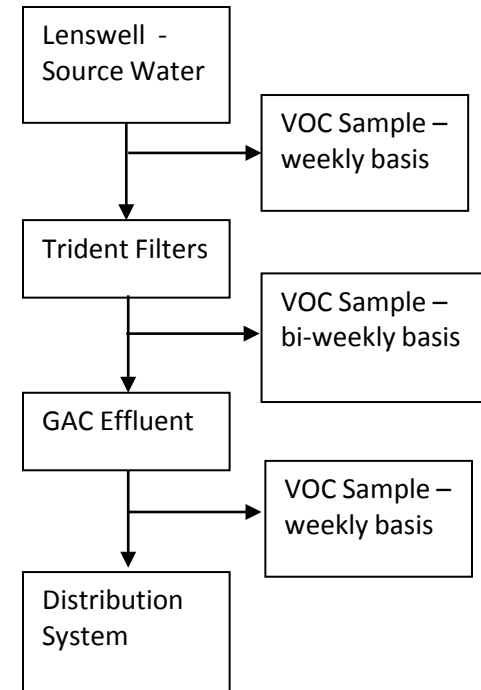 Lenswell -
Source Water
VOC Sample –
weekly basis
Trident Filters
VOC Sample –
bi-weekly basis
GAC Effluent
VOC Sample –
weekly basis
Distribution
System